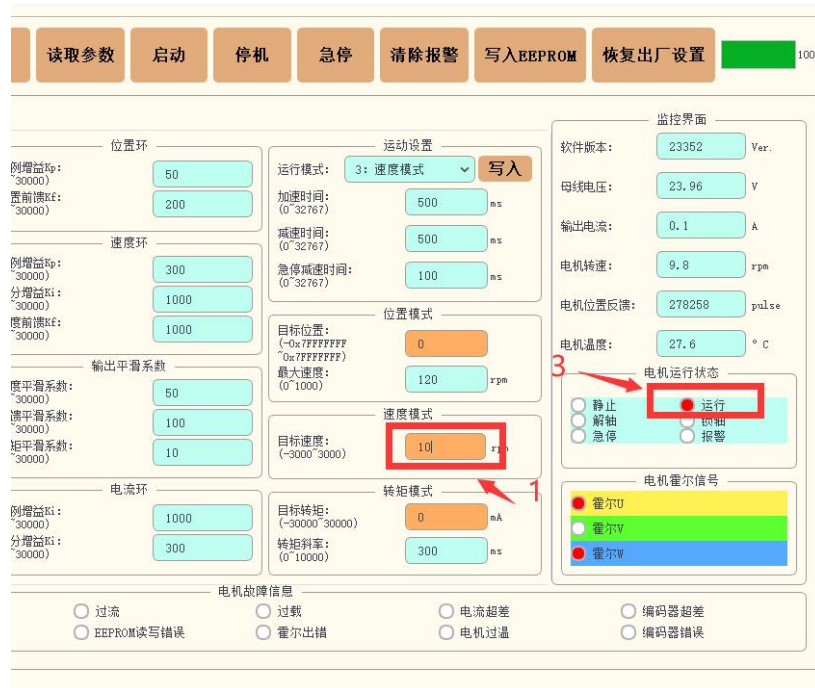 读取参数 启动 停机 急停 清除报警 写入EEPROM 恢复出厂设置 100
位置环
例增益Kp:
~30000) 50
置前馈Kf:
~30000) 200
速度环
例增益Kp:
~30000) 300
分增益Ki:
~30000) 1000
度前馈Kf:
~30000) 1000
输出平滑系数
度平滑系数:
~30000) 50
馈平滑系数:
~30000) 100
矩平滑系数:
~30000) 10
电流环
例增益Ki:
~30000) 1000
分增益Ki:
~30000) 300
运动设置
运行模式: 3: 速度模式 写入
加速时间:
(0~32767) 500 ms
减速时间:
(0~32767) 500 ms
急停减速时间:
(0~32767) 100 ms
位置模式
目标位置:
(-0x7FFFFFFF
~0x7FFFFFFF) 0
最大速度:
(0~1000) 120 rpm
速度模式
目标速度:
(-3000~3000) 10 rpm
1
转矩模式
目标转矩:
(-30000~30000) 0 mA
转矩斜率:
(0~10000) 300 ms
监控界面
软件版本: 23352 Ver.
母线电压: 23.96 V
输出电流: 0.1 A
电机转速: 9.8 rpm
电机位置反馈: 278258 pulse
电机温度: 27.6 °C
3
电机运行状态
静止 运行
解轴 锁轴
急停 报警
电机霍尔信号
霍尔U
霍尔V
霍尔W
电机故障信息
过流 过载 电流超差 编码器超差
EEPROM读写错误 霍尔出错 电机过温 编码器错误